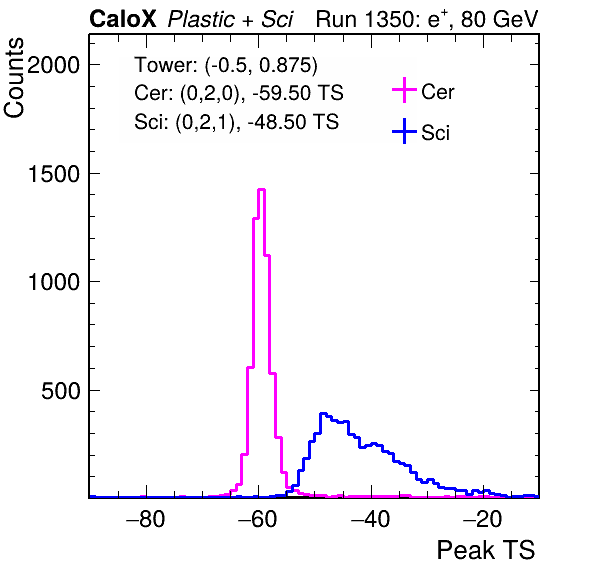 CaloX Plastic + Sci Run 1350: e⁺, 80 GeV
Counts
2000
1500
1000
500
Tower: (-0.5, 0.875)
Cer: (0,2,0), -59.50 TS
Sci: (0,2,1), -48.50 TS
Cer
Sci
−80 −60 −40 −20
Peak TS